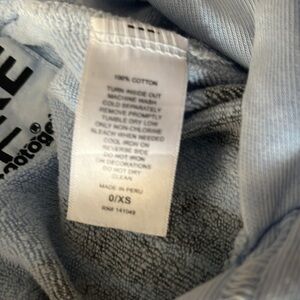 100% COTTON
TURN INSIDE OUT
MACHINE WASH
COLD SEPARATELY
REMOVE PROMPTLY
TUMBLE DRY LOW
ONLY NON-CHLORINE
BLEACH WHEN NEEDED
COOL IRON ON
REVERSE SIDE
DO NOT IRON
ON DECORATIONS
DO NOT DRY
CLEAN
MADE IN PERU
0/XS
RN# 141049